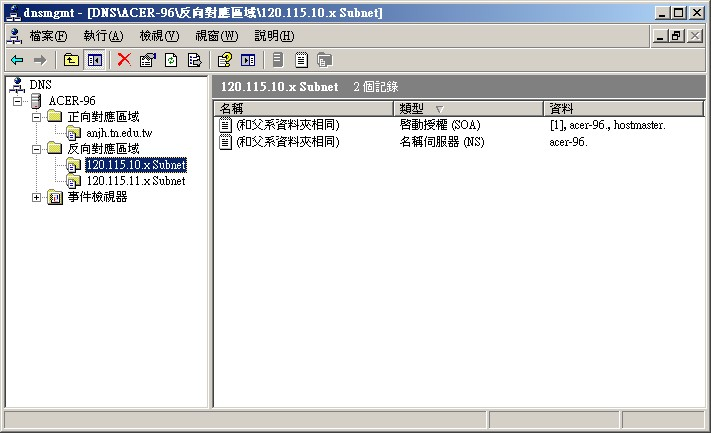 dnsmgmt - [DNS\ACER-96\反向對應區域\120.115.10.x Subnet]
檔案(F) 執行(A) 檢視(V) 視窗(W) 說明(H)
DNS
ACER-96
正向對應區域
anjh.tn.edu.tw
反向對應區域
120.115.10.x Subnet
120.115.11.x Subnet
事件檢視器
120.115.10.x Subnet 2 個記錄
名稱 類型 資料
(和父系資料夾相同) 啓動授權 (SOA) [1], acer-96., hostmaster.
(和父系資料夾相同) 名稱伺服器 (NS) acer-96.